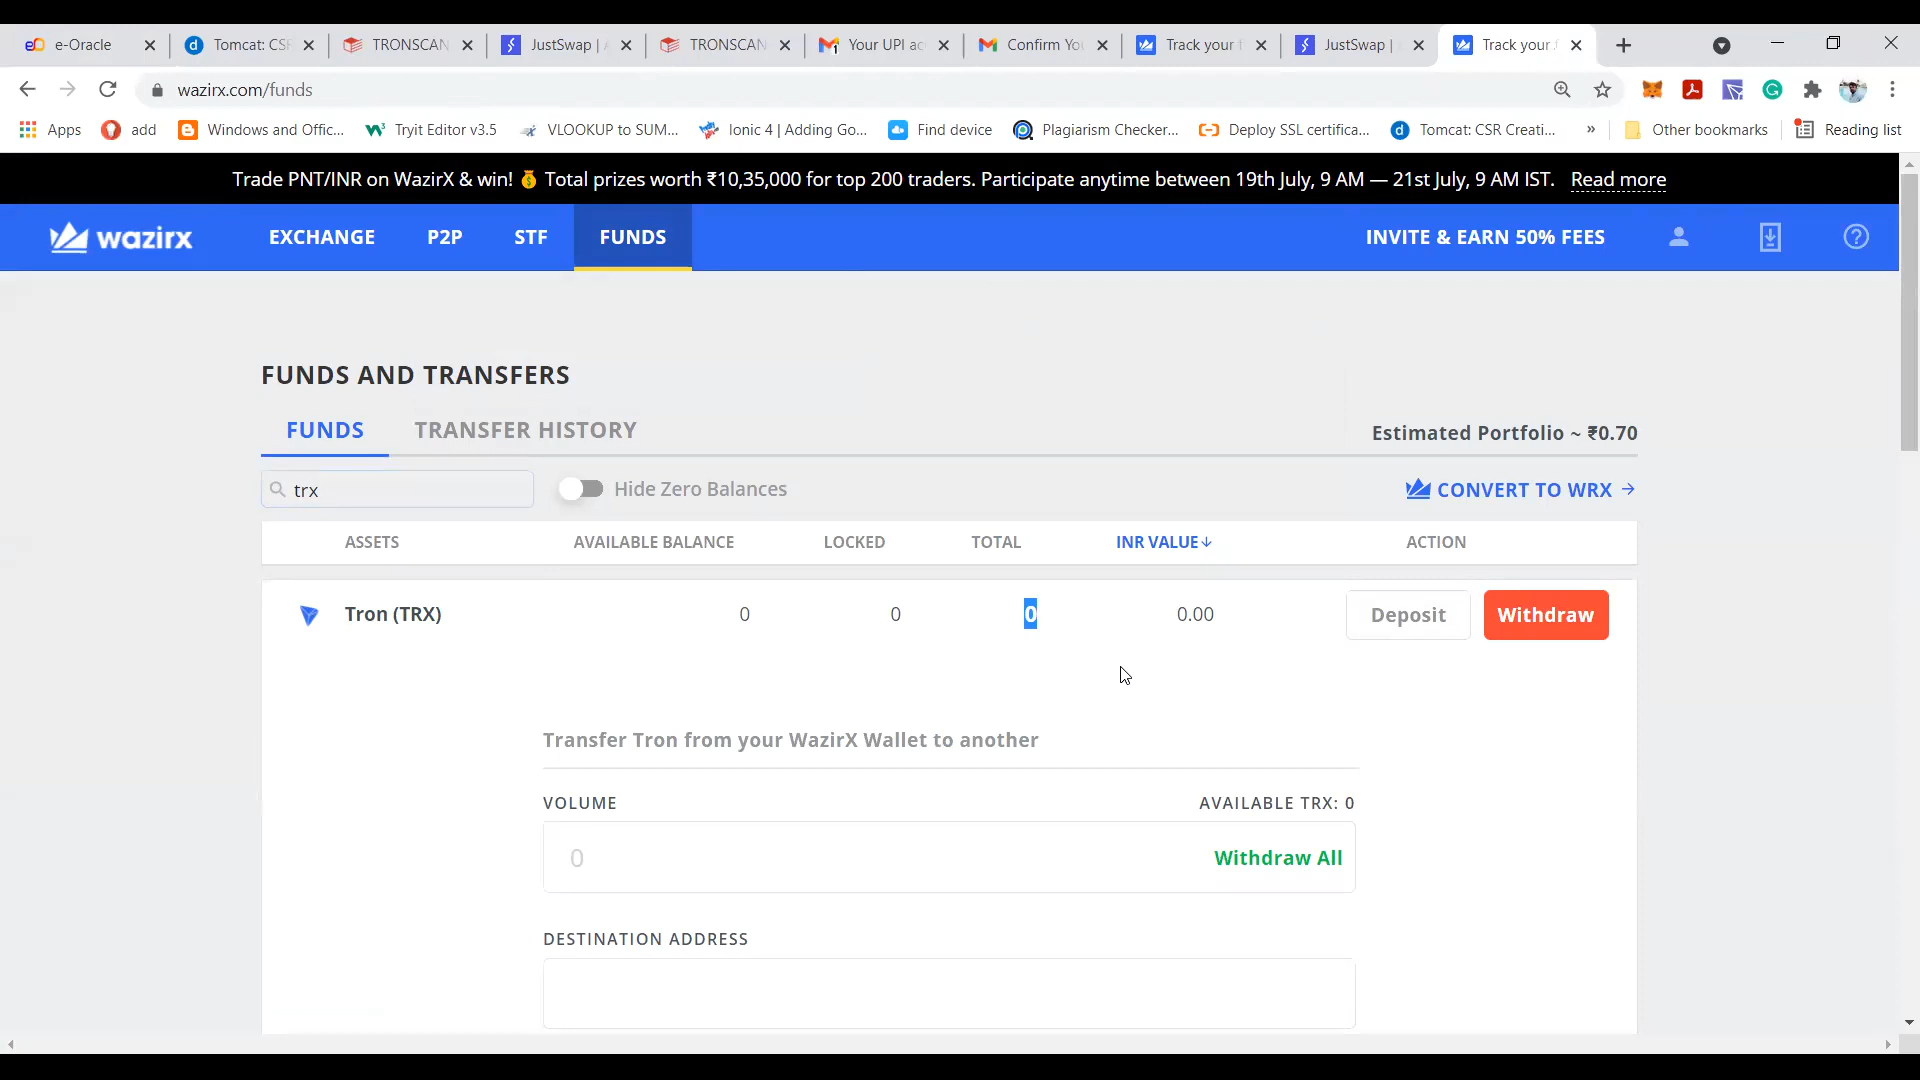 e-Oracle
Tomcat: CSF
TRONSCAN
JustSwap | A
TRONSCAN
Your UPI ac
Confirm You
Track your f
JustSwap |
Track your f
wazirx.com/funds
Apps
add
Windows and Offic...
Tryit Editor v3.5
VLOOKUP to SUM...
Ionic 4 | Adding Go...
Find device
Plagiarism Checker...
Deploy SSL certifica...
Tomcat: CSR Creati...
»
Other bookmarks
Reading list
Trade PNT/INR on WazirX & win! 💰 Total prizes worth ₹10,35,000 for top 200 traders. Participate anytime between 19th July, 9 AM — 21st July, 9 AM IST. Read more
wazirx
EXCHANGE
P2P
STF
FUNDS
INVITE & EARN 50% FEES
FUNDS AND TRANSFERS
FUNDS
TRANSFER HISTORY
Estimated Portfolio ~ ₹0.70
trx
Hide Zero Balances
CONVERT TO WRX →
ASSETS
AVAILABLE BALANCE
LOCKED
TOTAL
INR VALUE↓
ACTION
Tron (TRX)
0
0
0
0.00
Deposit
Withdraw
Transfer Tron from your WazirX Wallet to another
VOLUME
AVAILABLE TRX: 0
0
Withdraw All
DESTINATION ADDRESS